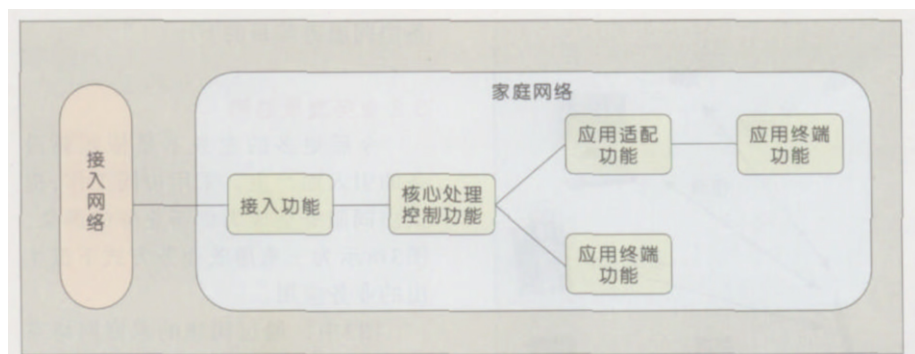 家庭网络
接入网络
接入功能
核心处理
控制功能
应用适配
功能
应用终端
功能
应用终端
功能